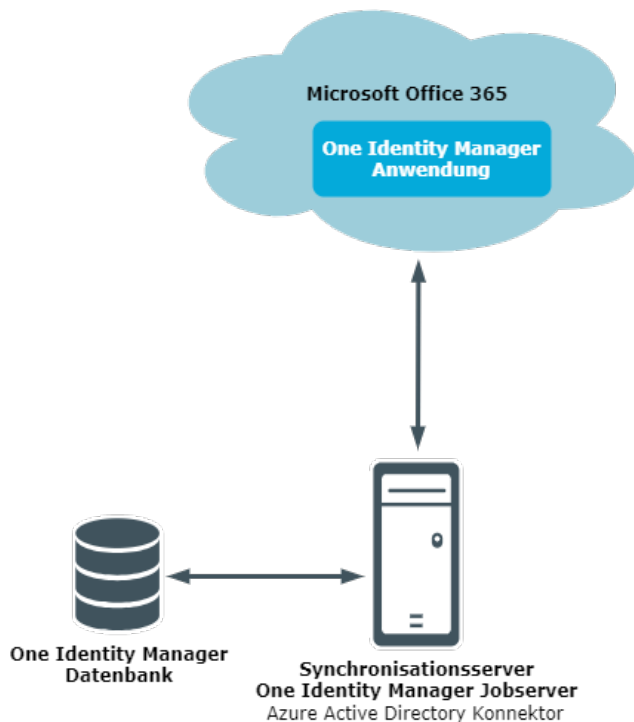 Microsoft Office 365
One Identity Manager
Anwendung
One Identity Manager
Datenbank
Synchronisationsserver
One Identity Manager Jobserver
Azure Active Directory Konnektor